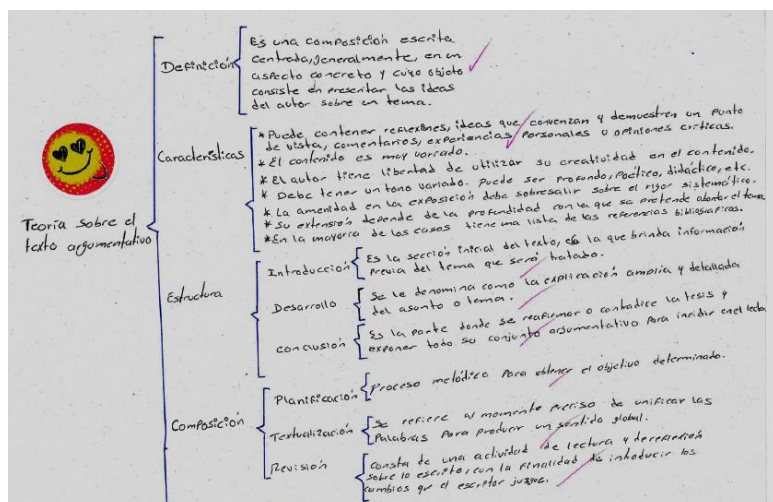 Teoría sobre el
texto argumentativo
Definición
Es una composición escrita
centrada, generalmente, en un
aspecto concreto y cuyo objeto
consiste en presentar las ideas
del autor sobre un tema.
Características
* Puede contener reflexiones, ideas que convenzan y demuestren un punto
de vista, comentarios, experiencias personales u opiniones críticas.
* El contenido es muy variado.
* El autor tiene libertad de utilizar su creatividad en el contenido.
* Debe tener un tono variado. Puede ser profundo, poético, didáctico, etc.
* La amenidad en la exposición debe sobresalir sobre el rigor sistemático.
* Su extensión depende de la profundidad con la que se pretende abordar el tema.
* En la mayoría de los casos tiene una lista de las referencias bibliograficas.
Estructura
Introducción
Es la sección inicial del texto, es la que brinda información
previa del tema que será tratado.
Desarrollo
Se le denomina como la explicación amplia y detallada
del asunto o tema.
conclusión
Es la parte donde se reafirmar o contradice la tesis y
exponer todo su conjunto argumentativo para incidir en el lector
Composición
Planificación
Proceso metódico para obtener el objetivo determinado.
Textualización
Se refiere al momento preciso de unificar las
palabras para producir un sentido global.
Revisión
Consta de una actividad de lectura y de reflexión
sobre lo escrito, con la finalidad de introducir los
cambios que el escritor juzgue.